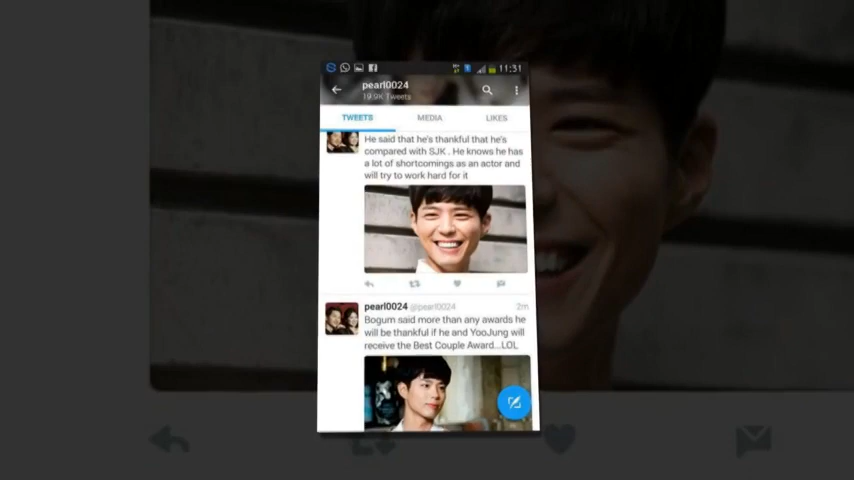 11:31
pearl0024
19.9K Tweets
TWEETS
MEDIA
LIKES
He said that he's thankful that he's
compared with SJK . He knows he has
a lot of shortcomings as an actor and
will try to work hard for it
pearl0024 @pearl0024 2m
Bogum said more than any awards he
will be thankful if he and YooJung will
receive the Best Couple Award...LOL